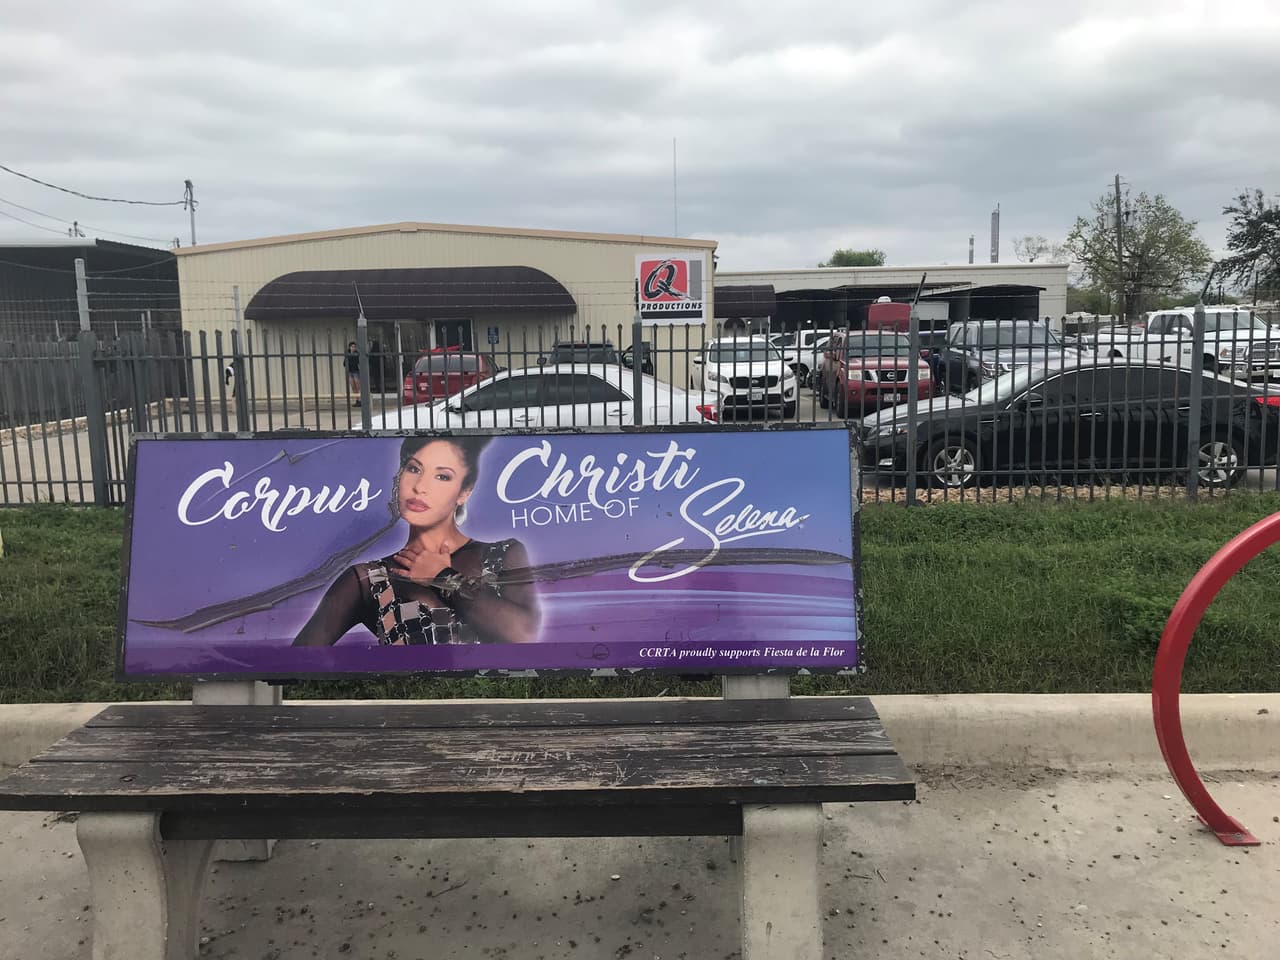 Q
PRODUCTIONS
Corpus Christi
HOME OF Selena
CCRTA proudly supports Fiesta de la Flor